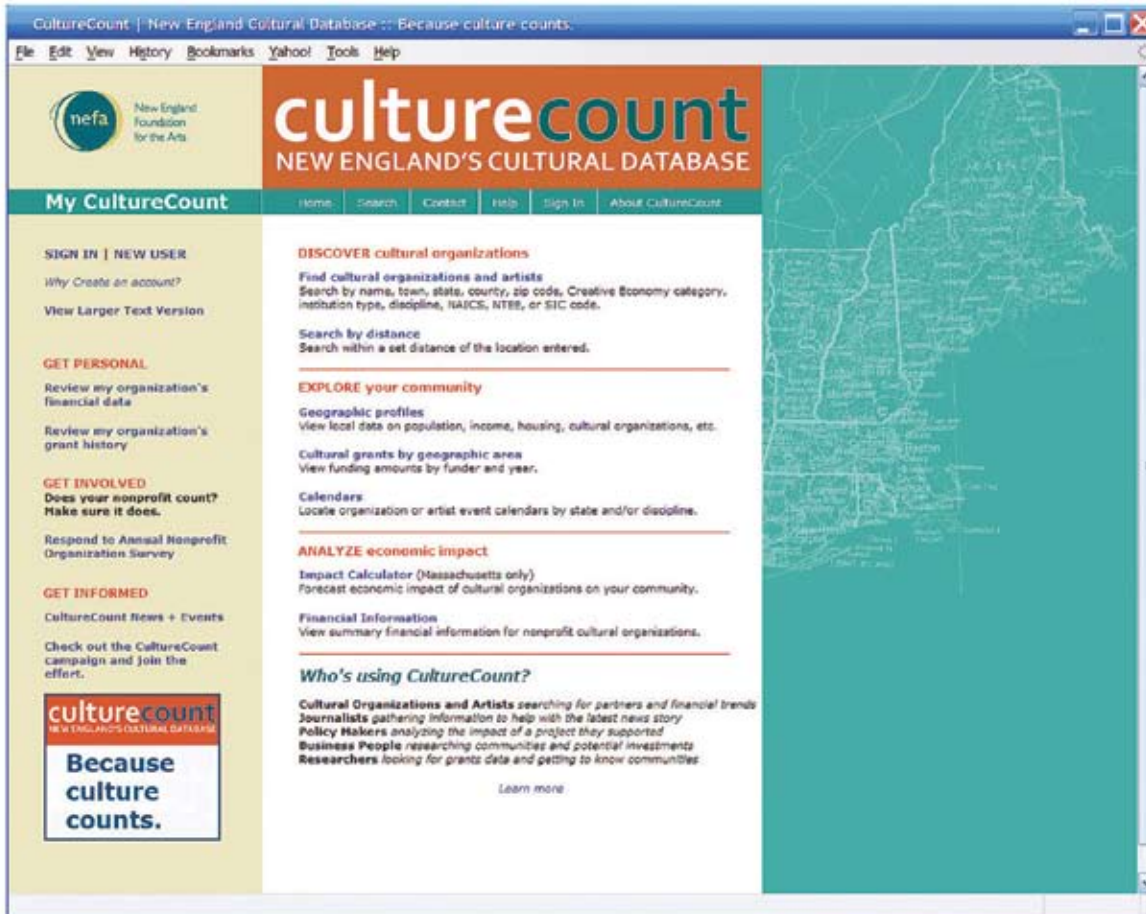 CultureCount | New England Cultural Database :: Because culture counts.
File Edit View History Bookmarks Yahoo! Tools Help
nefa
New England
Foundation
for the Arts
culturecount
NEW ENGLAND'S CULTURAL DATABASE
My CultureCount
Home Search Contact Help Sign In About CultureCount
SIGN IN | NEW USER
Why Create an account?
View Larger Text Version
GET PERSONAL
Review my organization's
financial data
Review my organization's
grant history
GET INVOLVED
Does your nonprofit count?
Make sure it does.
Respond to Annual Nonprofit
Organization Survey
GET INFORMED
CultureCount News + Events
Check out the CultureCount
campaign and join the
effort.
culturecount
NEW ENGLAND'S CULTURAL DATABASE
Because
culture
counts.
DISCOVER cultural organizations
Find cultural organizations and artists
Search by name, town, state, county, zip code, Creative Economy category,
institution type, discipline, NAICS, NTEE, or SIC code.
Search by distance
Search within a set distance of the location entered.
EXPLORE your community
Geographic profiles
View local data on population, income, housing, cultural organizations, etc.
Cultural grants by geographic area
View funding amounts by funder and year.
Calendars
Locate organization or artist event calendars by state and/or discipline.
ANALYZE economic impact
Impact Calculator (Massachusetts only)
Forecast economic impact of cultural organizations on your community.
Financial Information
View summary financial information for nonprofit cultural organizations.
Who's using CultureCount?
Cultural Organizations and Artists searching for partners and financial trends
Journalists gathering information to help with the latest news story
Policy Makers analyzing the impact of a project they supported
Business People researching communities and potential investments
Researchers looking for grants data and getting to know communities
Learn more